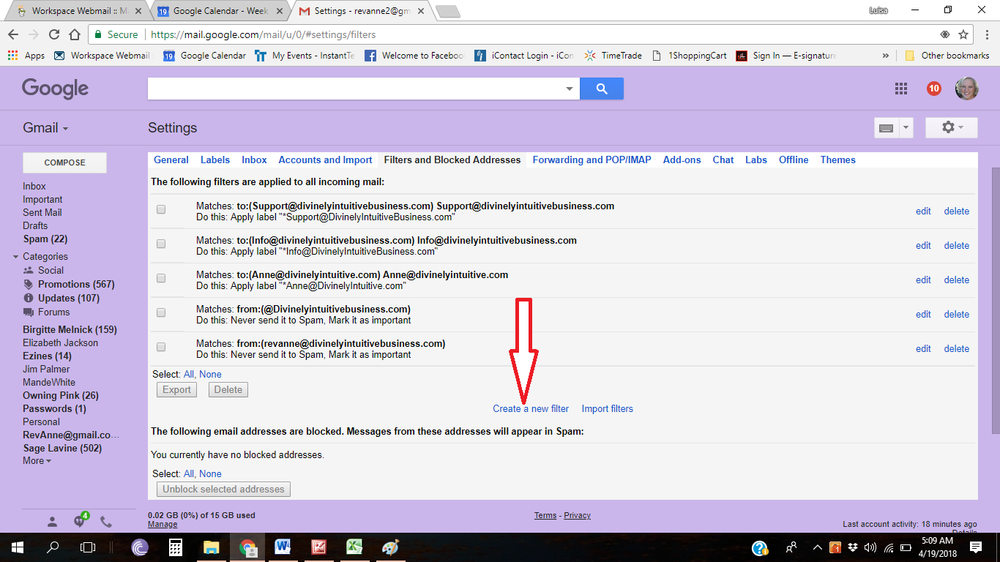 Workspace Webmail :: M
Google Calendar - Week
Settings - revanne2@gm
Luisa
Secure
https://mail.google.com/mail/u/0/#settings/filters
Apps
Workspace Webmail
19 Google Calendar
My Events - InstantTe
Welcome to Facebo
iContact Login - iCon
TimeTrade
1ShoppingCart
Sign In — E-signature
»
Other bookmarks
Google
10
Gmail
Settings
COMPOSE
General Labels Inbox Accounts and Import Filters and Blocked Addresses Forwarding and POP/IMAP Add-ons Chat Labs Offline Themes
Inbox
Important
Sent Mail
Drafts
Spam (22)
Categories
Social
Promotions (567)
Updates (107)
Forums
Birgitte Melnick (159)
Elizabeth Jackson
Ezines (14)
Jim Palmer
MandeWhite
Owning Pink (26)
Passwords (1)
Personal
RevAnne@gmail.co…
Sage Lavine (502)
More
4
The following filters are applied to all incoming mail:
Matches: to:(Support@divinelyintuitivebusiness.com) Support@divinelyintuitivebusiness.com
Do this: Apply label "*Support@DivinelyIntuitiveBusiness.com"
edit delete
Matches: to:(Info@divinelyintuitivebusiness.com) Info@divinelyintuitivebusiness.com
Do this: Apply label "*Info@DivinelyIntuitiveBusiness.com"
edit delete
Matches: to:(Anne@divinelyintuitive.com) Anne@divinelyintuitive.com
Do this: Apply label "*Anne@DivinelyIntuitive.com"
edit delete
Matches: from:(@Divinelyintuitivebusiness.com)
Do this: Never send it to Spam, Mark it as important
edit delete
Matches: from:(revanne@divinelyintuitivebusiness.com)
Do this: Never send it to Spam, Mark it as important
edit delete
Select: All, None
Export Delete
Create a new filter Import filters
The following email addresses are blocked. Messages from these addresses will appear in Spam:
You currently have no blocked addresses.
Select: All, None
Unblock selected addresses
0.02 GB (0%) of 15 GB used
Manage
Terms - Privacy
Last account activity: 18 minutes ago
Details
5:09 AM
4/19/2018